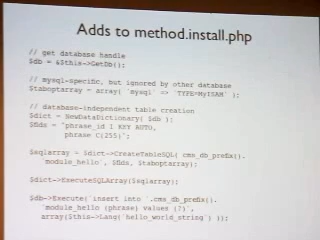 Adds to method.install.php
// get database handle
$db = &$this->GetDb();
// mysql-specific, but ignored by other database
$taboptarray = array( 'mysql' => 'TYPE=MyISAM' );
// database-independent table creation
$dict = NewDataDictionary( $db );
$flds = "phrase_id I KEY AUTO,
phrase C(255)";
$sqlarray = $dict->CreateTableSQL( cms_db_prefix().
'module_hello', $flds, $taboptarray);
$dict->ExecuteSQLArray($sqlarray);
$db->Execute('insert into '.cms_db_prefix().
'module_hello (phrase) values (?)',
array($this->Lang('hello_world_string') ));